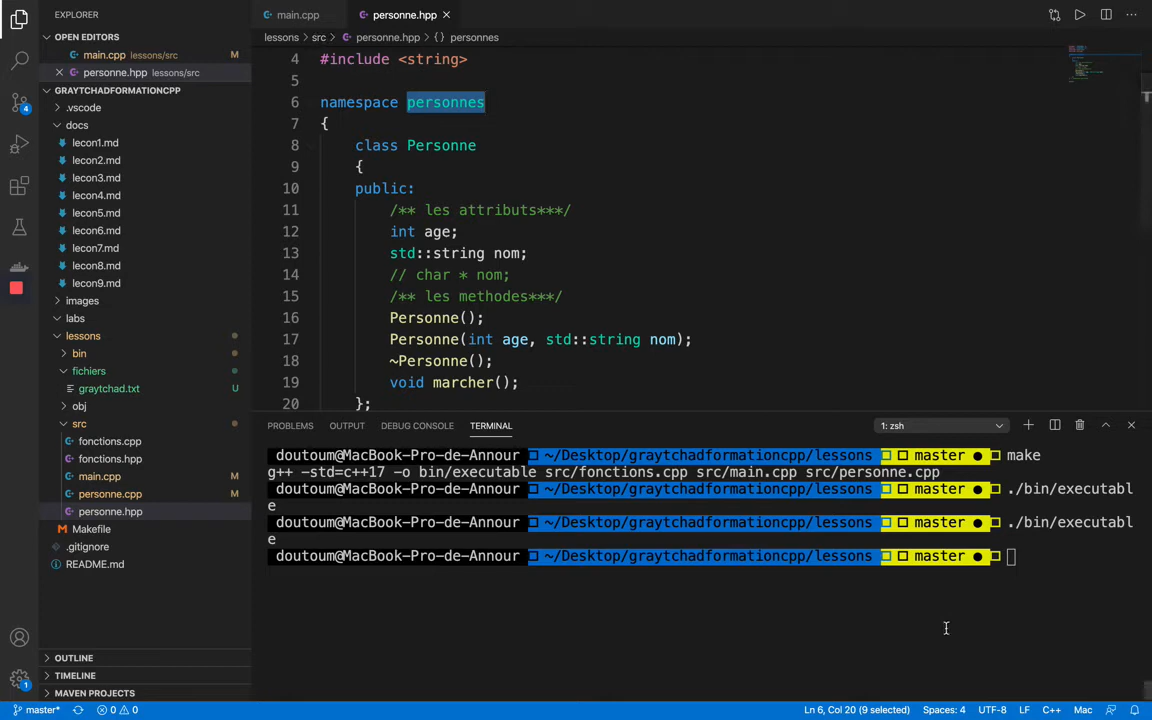 EXPLORER
OPEN EDITORS
main.cpp lessons/src M
personne.hpp lessons/src
GRAYTCHADFORMATIONCPP
.vscode
docs
lecon1.md
lecon2.md
lecon3.md
lecon4.md
lecon5.md
lecon6.md
lecon7.md
lecon8.md
lecon9.md
images
labs
lessons
bin
fichiers
graytchad.txt U
obj
src
fonctions.cpp
fonctions.hpp
main.cpp M
personne.cpp M
personne.hpp
Makefile
.gitignore
README.md
OUTLINE
TIMELINE
MAVEN PROJECTS
4
1
main.cpp
personne.hpp
lessons > src > personne.hpp > {} personnes
4 #include <string>
5
6 namespace personnes
7 {
8 class Personne
9 {
10 public:
11 /** les attributs***/
12 int age;
13 std::string nom;
14 // char * nom;
15 /** les methodes***/
16 Personne();
17 Personne(int age, std::string nom);
18 ~Personne();
19 void marcher();
20 };
PROBLEMS OUTPUT DEBUG CONSOLE TERMINAL 1: zsh
doutoum@MacBook-Pro-de-Annour ~/Desktop/graytchadformationcpp/lessons master ● make
g++ -std=c++17 -o bin/executable src/fonctions.cpp src/main.cpp src/personne.cpp
doutoum@MacBook-Pro-de-Annour ~/Desktop/graytchadformationcpp/lessons master ● ./bin/executabl
e
doutoum@MacBook-Pro-de-Annour ~/Desktop/graytchadformationcpp/lessons master ● ./bin/executabl
e
doutoum@MacBook-Pro-de-Annour ~/Desktop/graytchadformationcpp/lessons master ●
master* 0 0 Ln 6, Col 20 (9 selected) Spaces: 4 UTF-8 LF C++ Mac